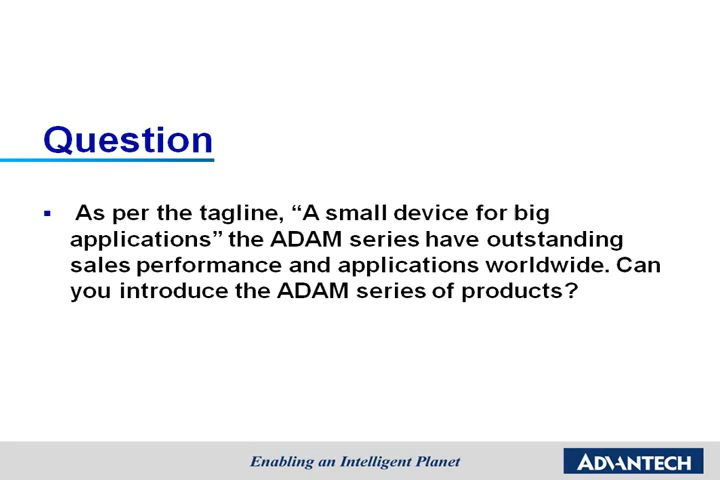 Question
▪ As per the tagline, “A small device for big
applications” the ADAM series have outstanding
sales performance and applications worldwide. Can
you introduce the ADAM series of products?
Enabling an Intelligent Planet
ADVANTECH